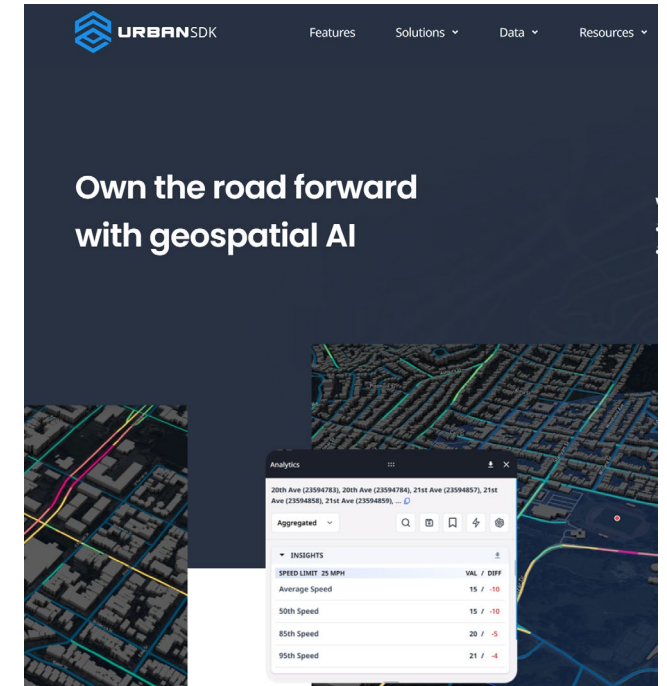 URBANSDK
Features
Solutions
Data
Resources
Own the road forward
with geospatial AI
Analytics
20th Ave (23594783), 20th Ave (23594784), 21st Ave (23594857), 21st
Ave (23594858), 21st Ave (23594859), ...
Aggregated
INSIGHTS
SPEED LIMIT 25 MPH VAL / DIFF
Average Speed 15 / -10
50th Speed 15 / -10
85th Speed 20 / -5
95th Speed 21 / -4